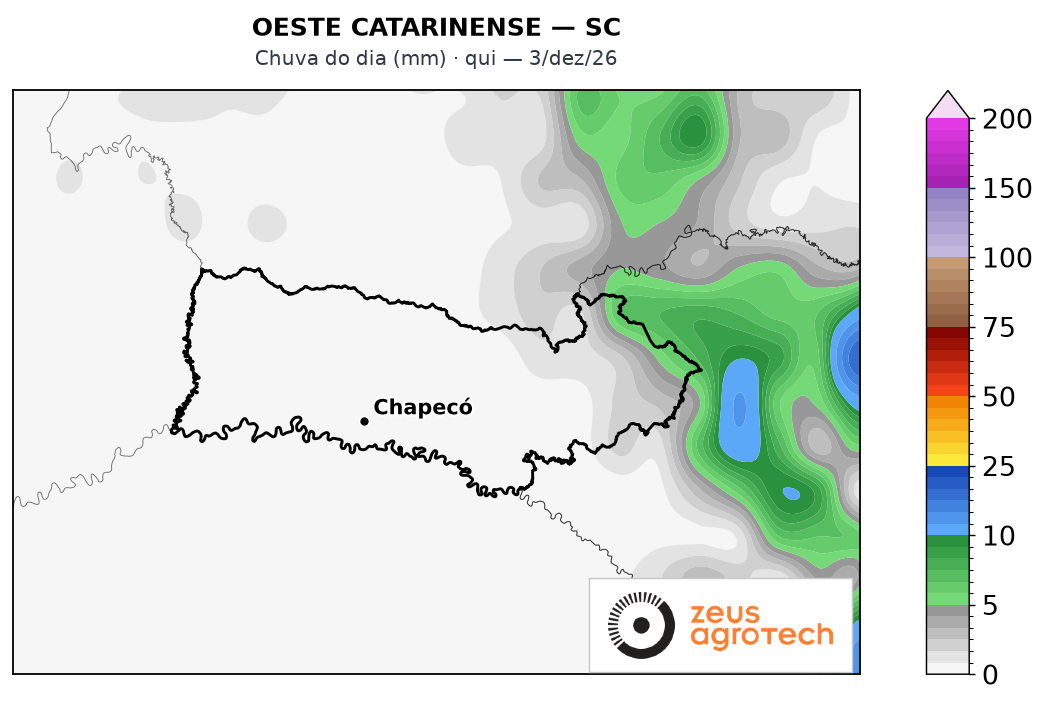 OESTE CATARINENSE — SC
Chuva do dia (mm) · qui — 3/dez/26
200
150
100
75
50
25
10
5
0
Chapecó
zeus
agrotech